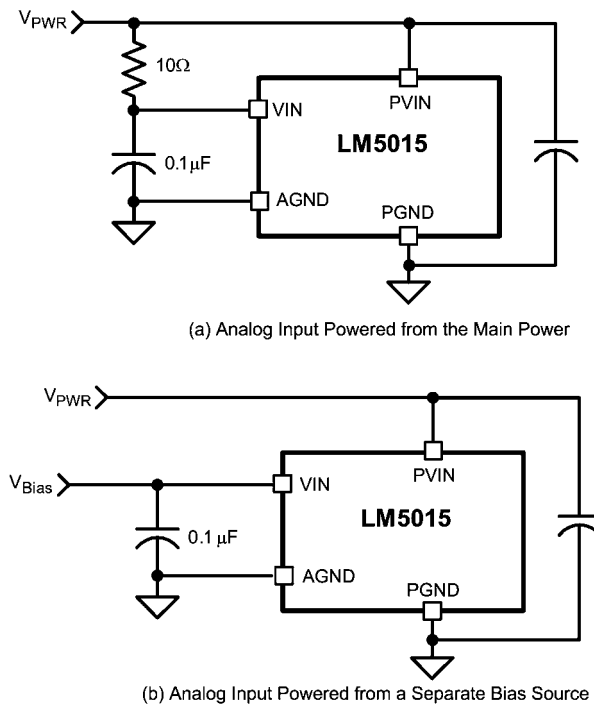 VPWR
10Ω
VIN
PVIN
LM5015
0.1µF
AGND
PGND
(a) Analog Input Powered from the Main Power
VPWR
PVIN
VBias
VIN
LM5015
0.1 µF
AGND
PGND
(b) Analog Input Powered from a Separate Bias Source